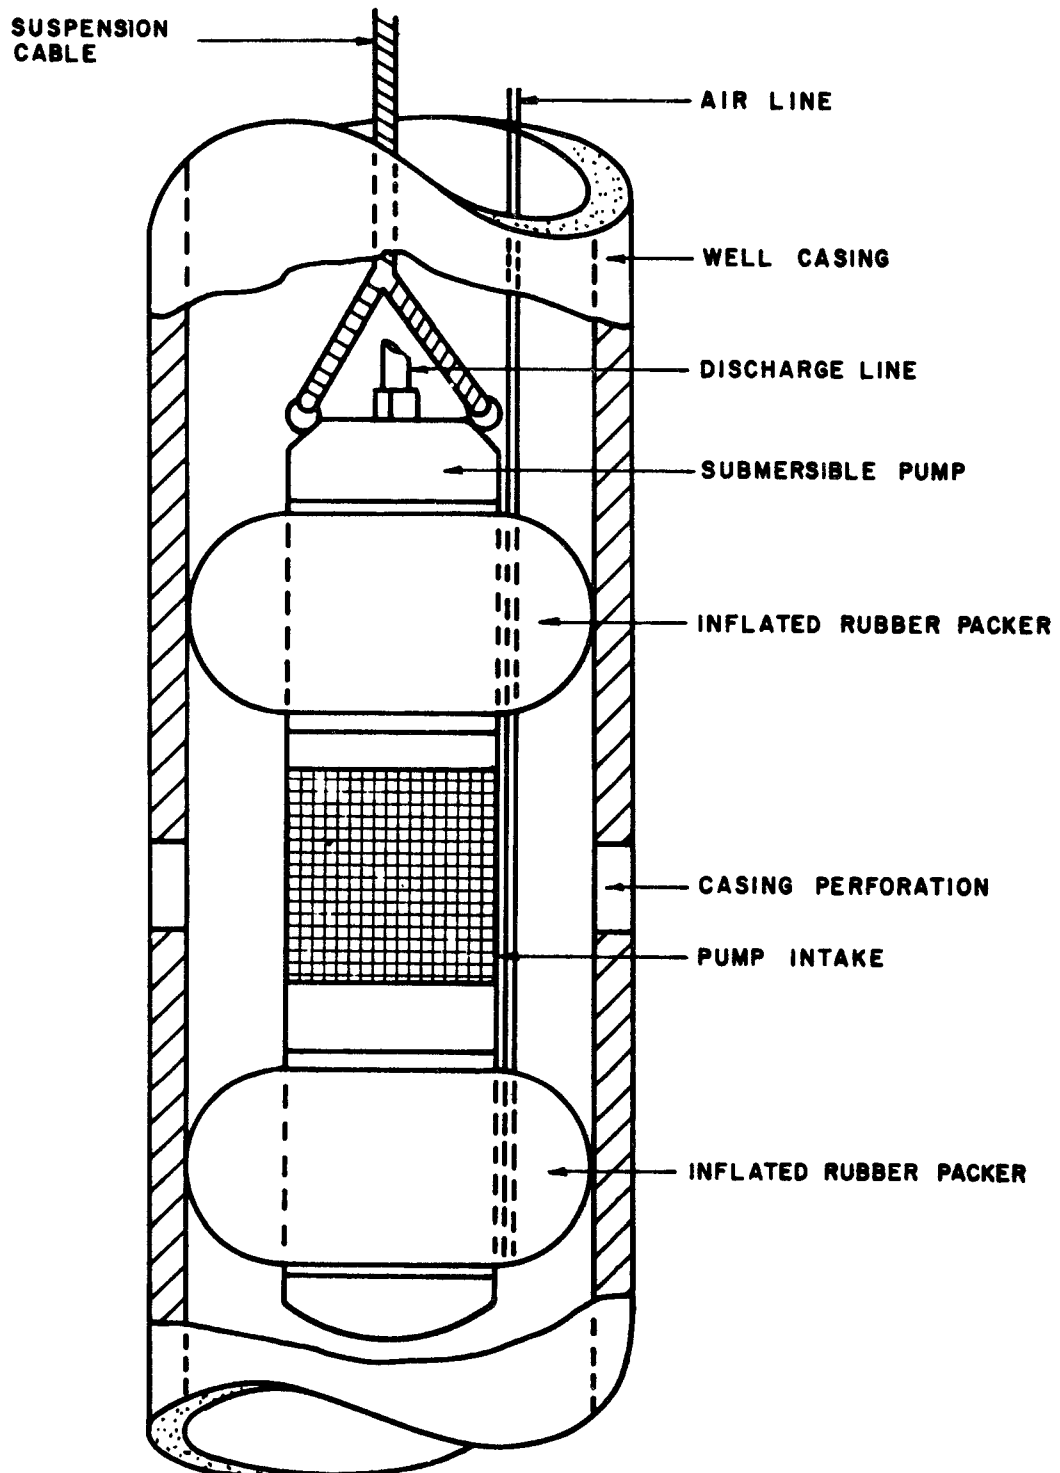 SUSPENSION
CABLE
AIR LINE
WELL CASING
DISCHARGE LINE
SUBMERSIBLE PUMP
INFLATED RUBBER PACKER
CASING PERFORATION
PUMP INTAKE
INFLATED RUBBER PACKER